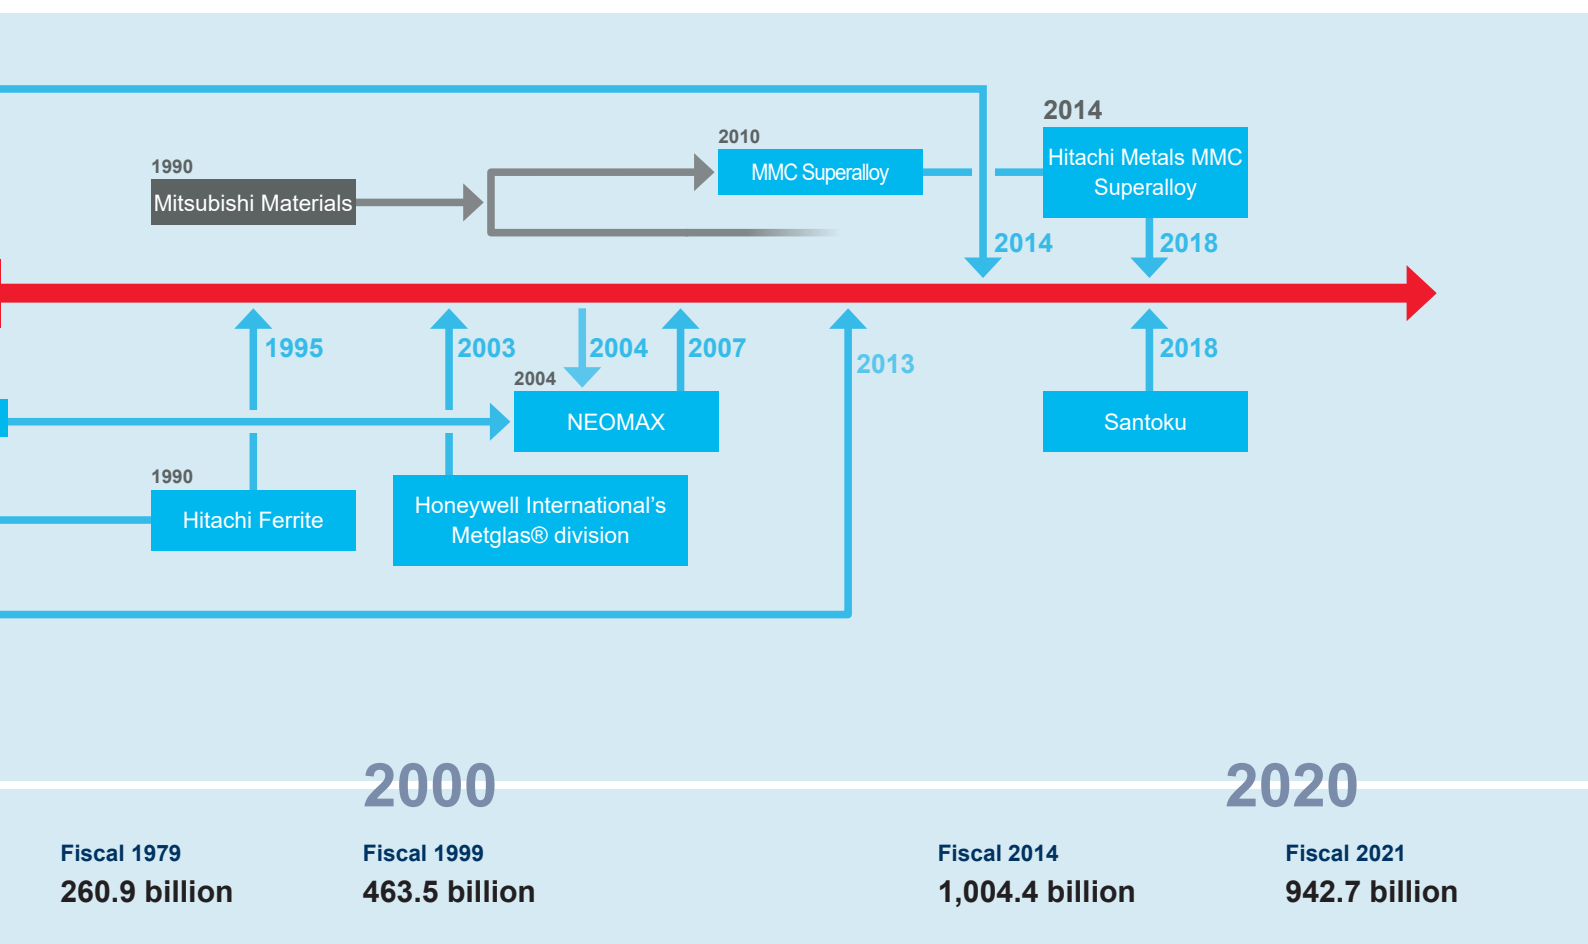 2014
2010
Hitachi Metals MMC
Superalloy
MMC Superalloy
1990
Mitsubishi Materials
2014
2018
1995
2003
2004
2007
2013
2018
2004
NEOMAX
Santoku
1990
Hitachi Ferrite
Honeywell International’s
Metglas® division
2000
2020
Fiscal 1979
260.9 billion
Fiscal 1999
463.5 billion
Fiscal 2014
1,004.4 billion
Fiscal 2021
942.7 billion